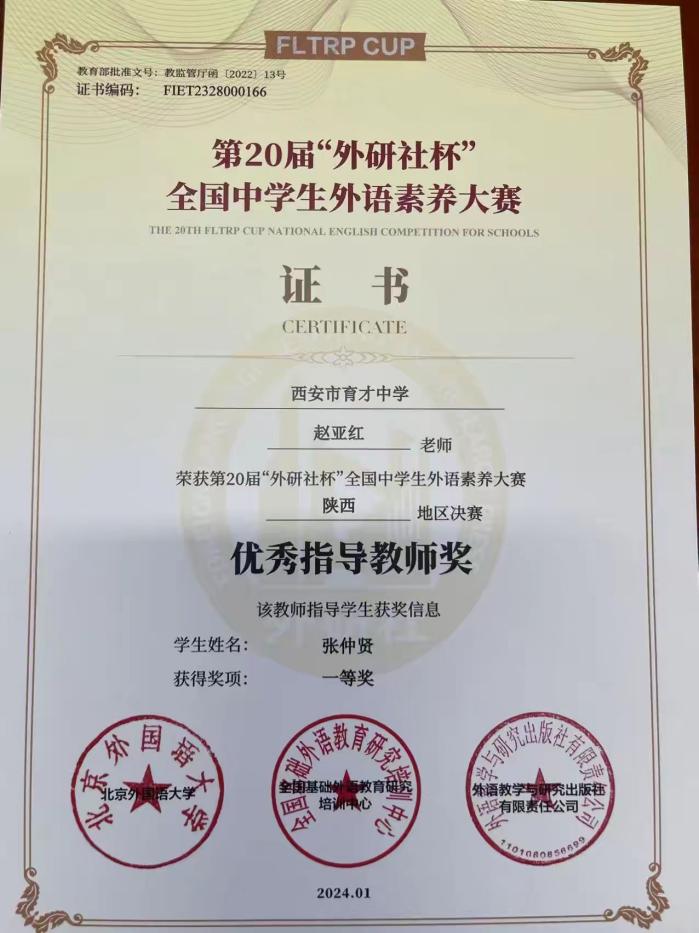 FLTRP CUP
教育部批准文号：教监管厅函〔2022〕13号
证书编码： FIET2328000166
第20届“外研社杯”
全国中学生外语素养大赛
THE 20TH FLTRP CUP NATIONAL ENGLISH COMPETITION FOR SCHOOLS
证 书
CERTIFICATE
西安市育才中学
赵亚红 老师
荣获第20届“外研社杯”全国中学生外语素养大赛
陕西 地区决赛
优秀指导教师奖
该教师指导学生获奖信息
学生姓名： 张仲贤
获得奖项： 一等奖
北京外国语大学
北京外国语大学
全国基础外语教育研究培训中心
全国基础外语教育研究
培训中心
外语教学与研究出版社有限责任公司
外语教学与研究出版社
有限责任公司
1101080856699
2024.01